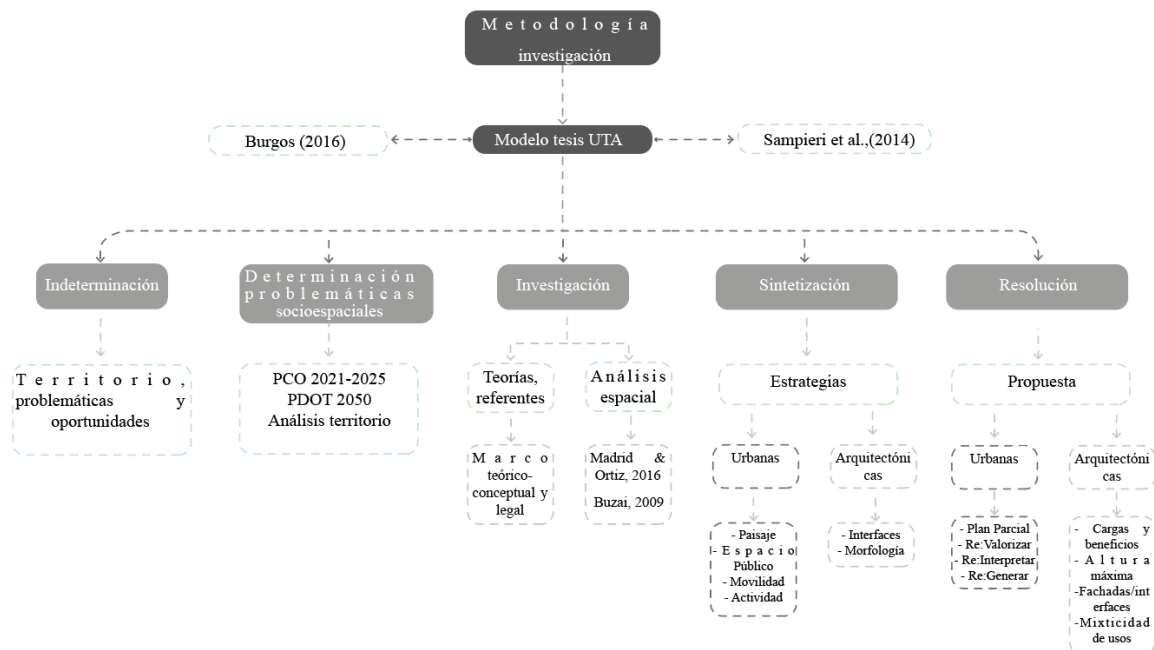 Metodología
investigación
Burgos (2016)
Modelo tesis UTA
Sampieri et al.,(2014)
Indeterminación
Determinación
problemáticas
socioespaciales
Investigación
Sintetización
Resolución
Territorio,
problemáticas y
oportunidades
PCO 2021-2025
PDOT 2050
Análisis territorio
Teorías,
referentes
Análisis
espacial
Estrategias
Propuesta
Marco
teórico-
conceptual y
legal
Madrid &
Ortiz, 2016
Buzai, 2009
Urbanas
Arquitectóni
cas
Urbanas
Arquitectóni
cas
- Paisaje
- Espacio
Público
- Movilidad
- Actividad
- Interfaces
- Morfología
- Plan Parcial
- Re:Valorizar
- Re:Interpretar
- Re:Generar
- Cargas y
beneficios
- Altura
máxima
-Fachadas/int
erfaces
-Mixticidad
de usos